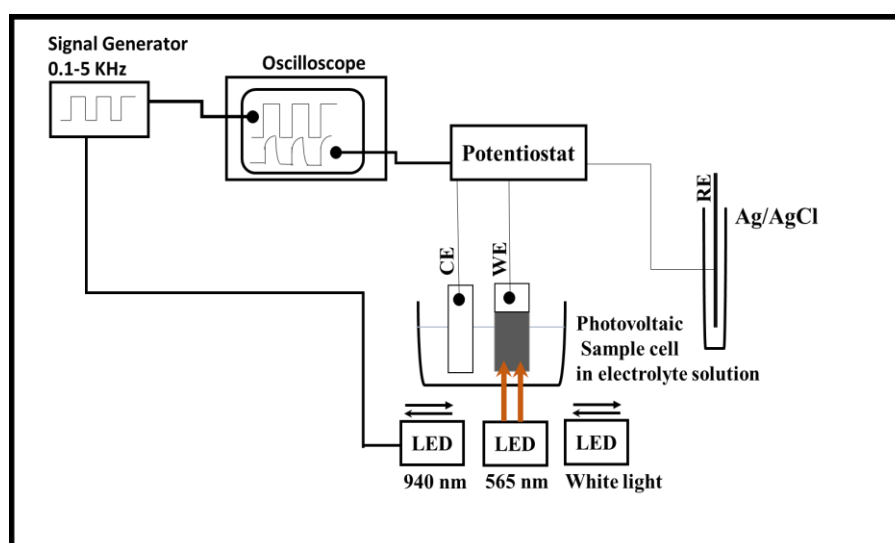 Signal Generator
0.1-5 KHz
Oscilloscope
Potentiostat
RE
Ag/AgCl
CE
WE
Photovoltaic
Sample cell
in electrolyte solution
LED
LED
LED
940 nm
565 nm
White light